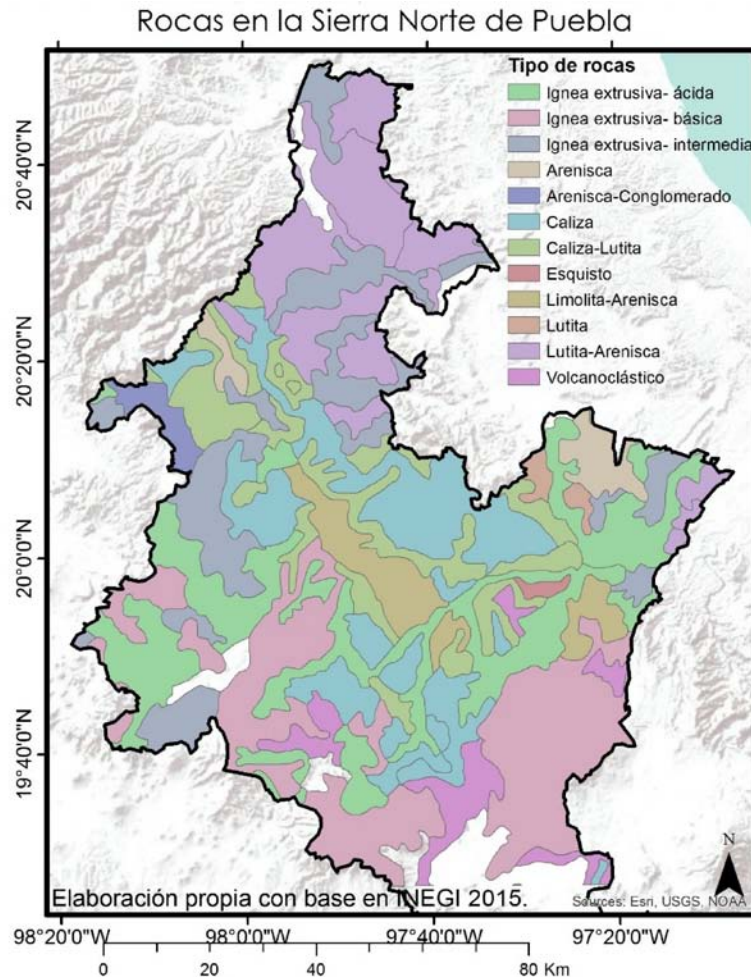 Rocas en la Sierra Norte de Puebla
Tipo de rocas
Ignea extrusiva- ácida
Ignea extrusiva- básica
Ignea extrusiva- intermedia
Arenisca
Arenisca-Conglomerado
Caliza
Caliza-Lutita
Esquisto
Limolita-Arenisca
Lutita
Lutita-Arenisca
Volcanoclástico
20°40'0"N
20°20'0"N
20°0'0"N
19°40'0"N
N
Elaboración propia con base en INEGI 2015.
Sources: Esri, USGS, NOAA
98°20'0"W 98°0'0"W 97°40'0"W 97°20'0"W
0 20 40 80 Km